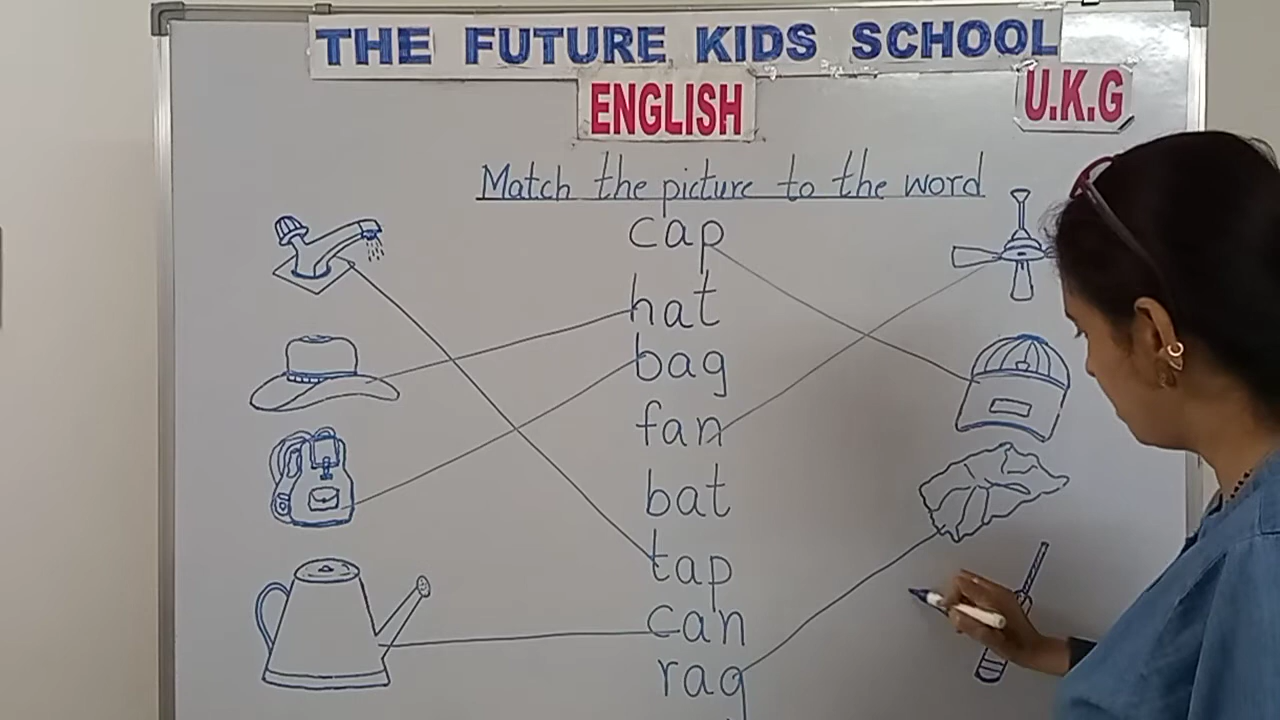 THE FUTURE KIDS SCHOOL
ENGLISH
U.K.G
Match the picture to the word
cap
hat
bag
fan
bat
tap
can
rag